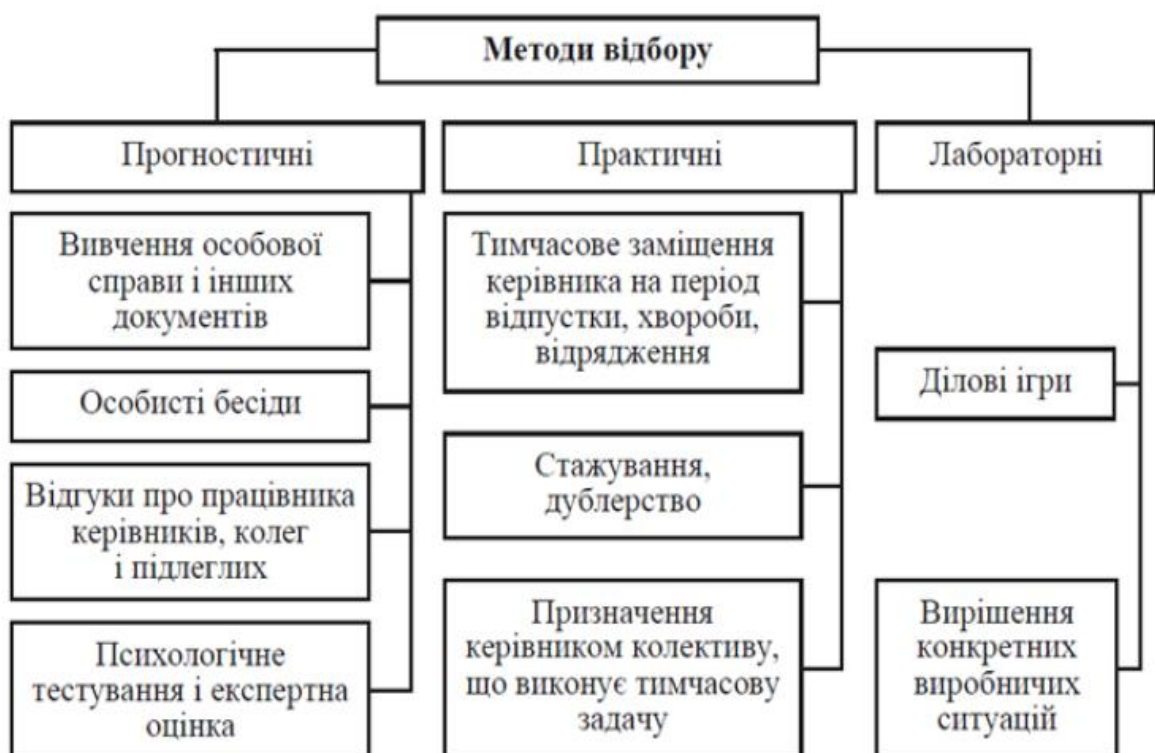 Методи відбору
Прогностичні
Вивчення особової
справи і інших
документів
Особисті бесіди
Відгуки про працівника
керівників, колег
і підлеглих
Психологічне
тестування і експертна
оцінка
Практичні
Тимчасове заміщення
керівника на період
відпустки, хвороби,
відрядження
Стажування,
дублерство
Призначення
керівником колективу,
що виконує тимчасову
задачу
Лабораторні
Ділові ігри
Вирішення
конкретних
виробничих
ситуацій